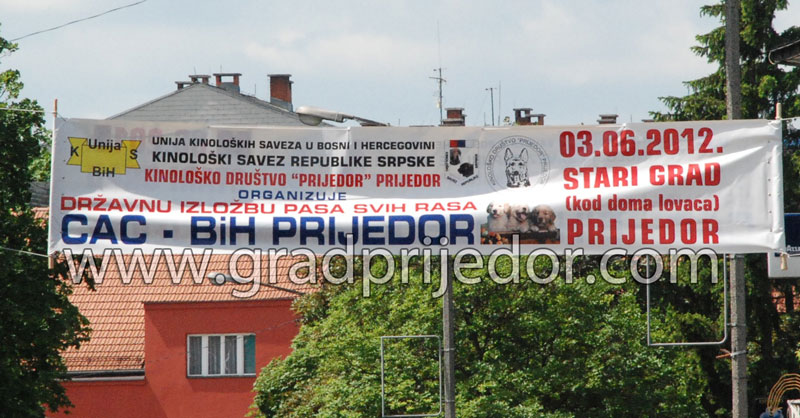 Unija
K S
BiH
UNIJA KINOLOŠKIH SAVEZA U BOSNI I HERCEGOVINI
KINOLOŠKI SAVEZ REPUBLIKE SRPSKE
KINOLOŠKO DRUŠTVO "PRIJEDOR" PRIJEDOR
ORGANIZUJE
DRŽAVNU IZLOŽBU PASA SVIH RASA
CAC - BiH PRIJEDOR
03.06.2012.
STARI GRAD
(kod doma lovaca)
PRIJEDOR
www.gradprijedor.com